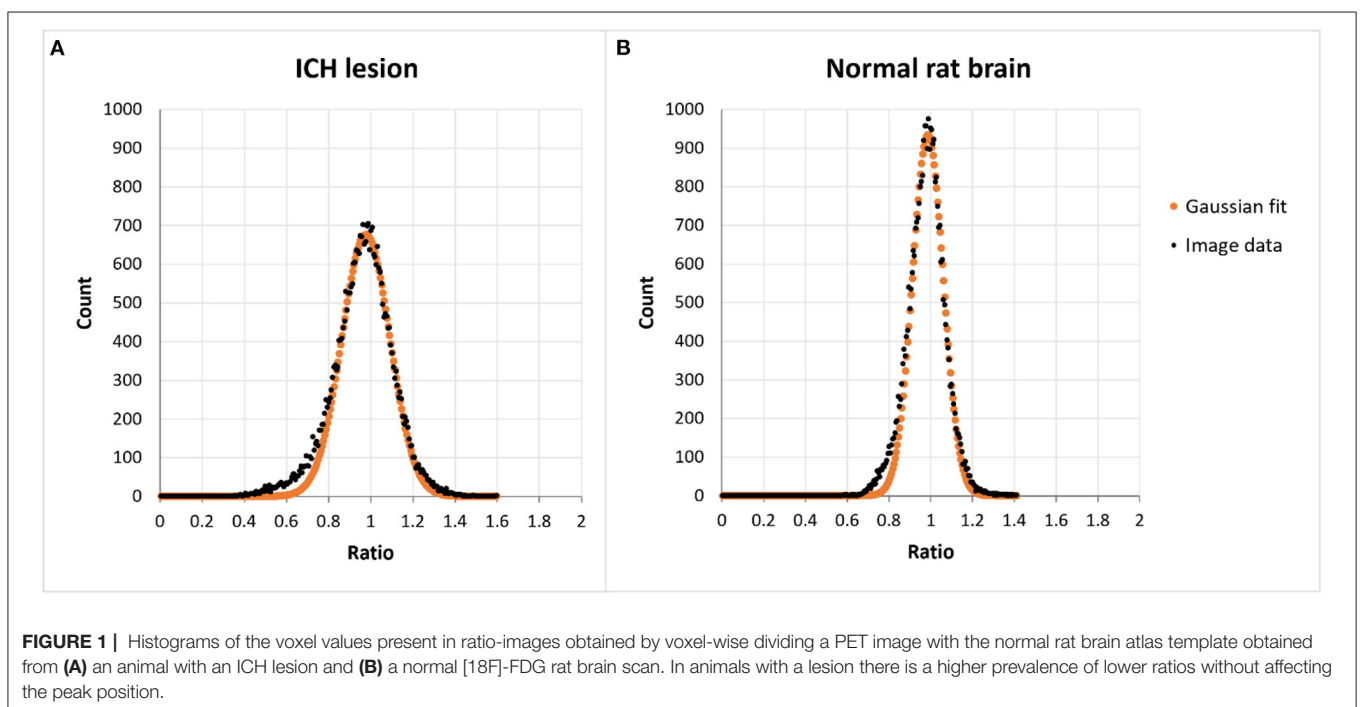 A
ICH lesion
1000
900
800
700
600
500
400
300
200
100
0
Count
0 0.2 0.4 0.6 0.8 1 1.2 1.4 1.6 1.8 2
Ratio
B
Normal rat brain
1000
900
800
700
600
500
400
300
200
100
0
Count
0 0.2 0.4 0.6 0.8 1 1.2 1.4 1.6 1.8 2
Ratio
Gaussian fit
Image data
FIGURE 1 | Histograms of the voxel values present in ratio-images obtained by voxel-wise dividing a PET image with the normal rat brain atlas template obtained
from (A) an animal with an ICH lesion and (B) a normal [18F]-FDG rat brain scan. In animals with a lesion there is a higher prevalence of lower ratios without affecting
the peak position.